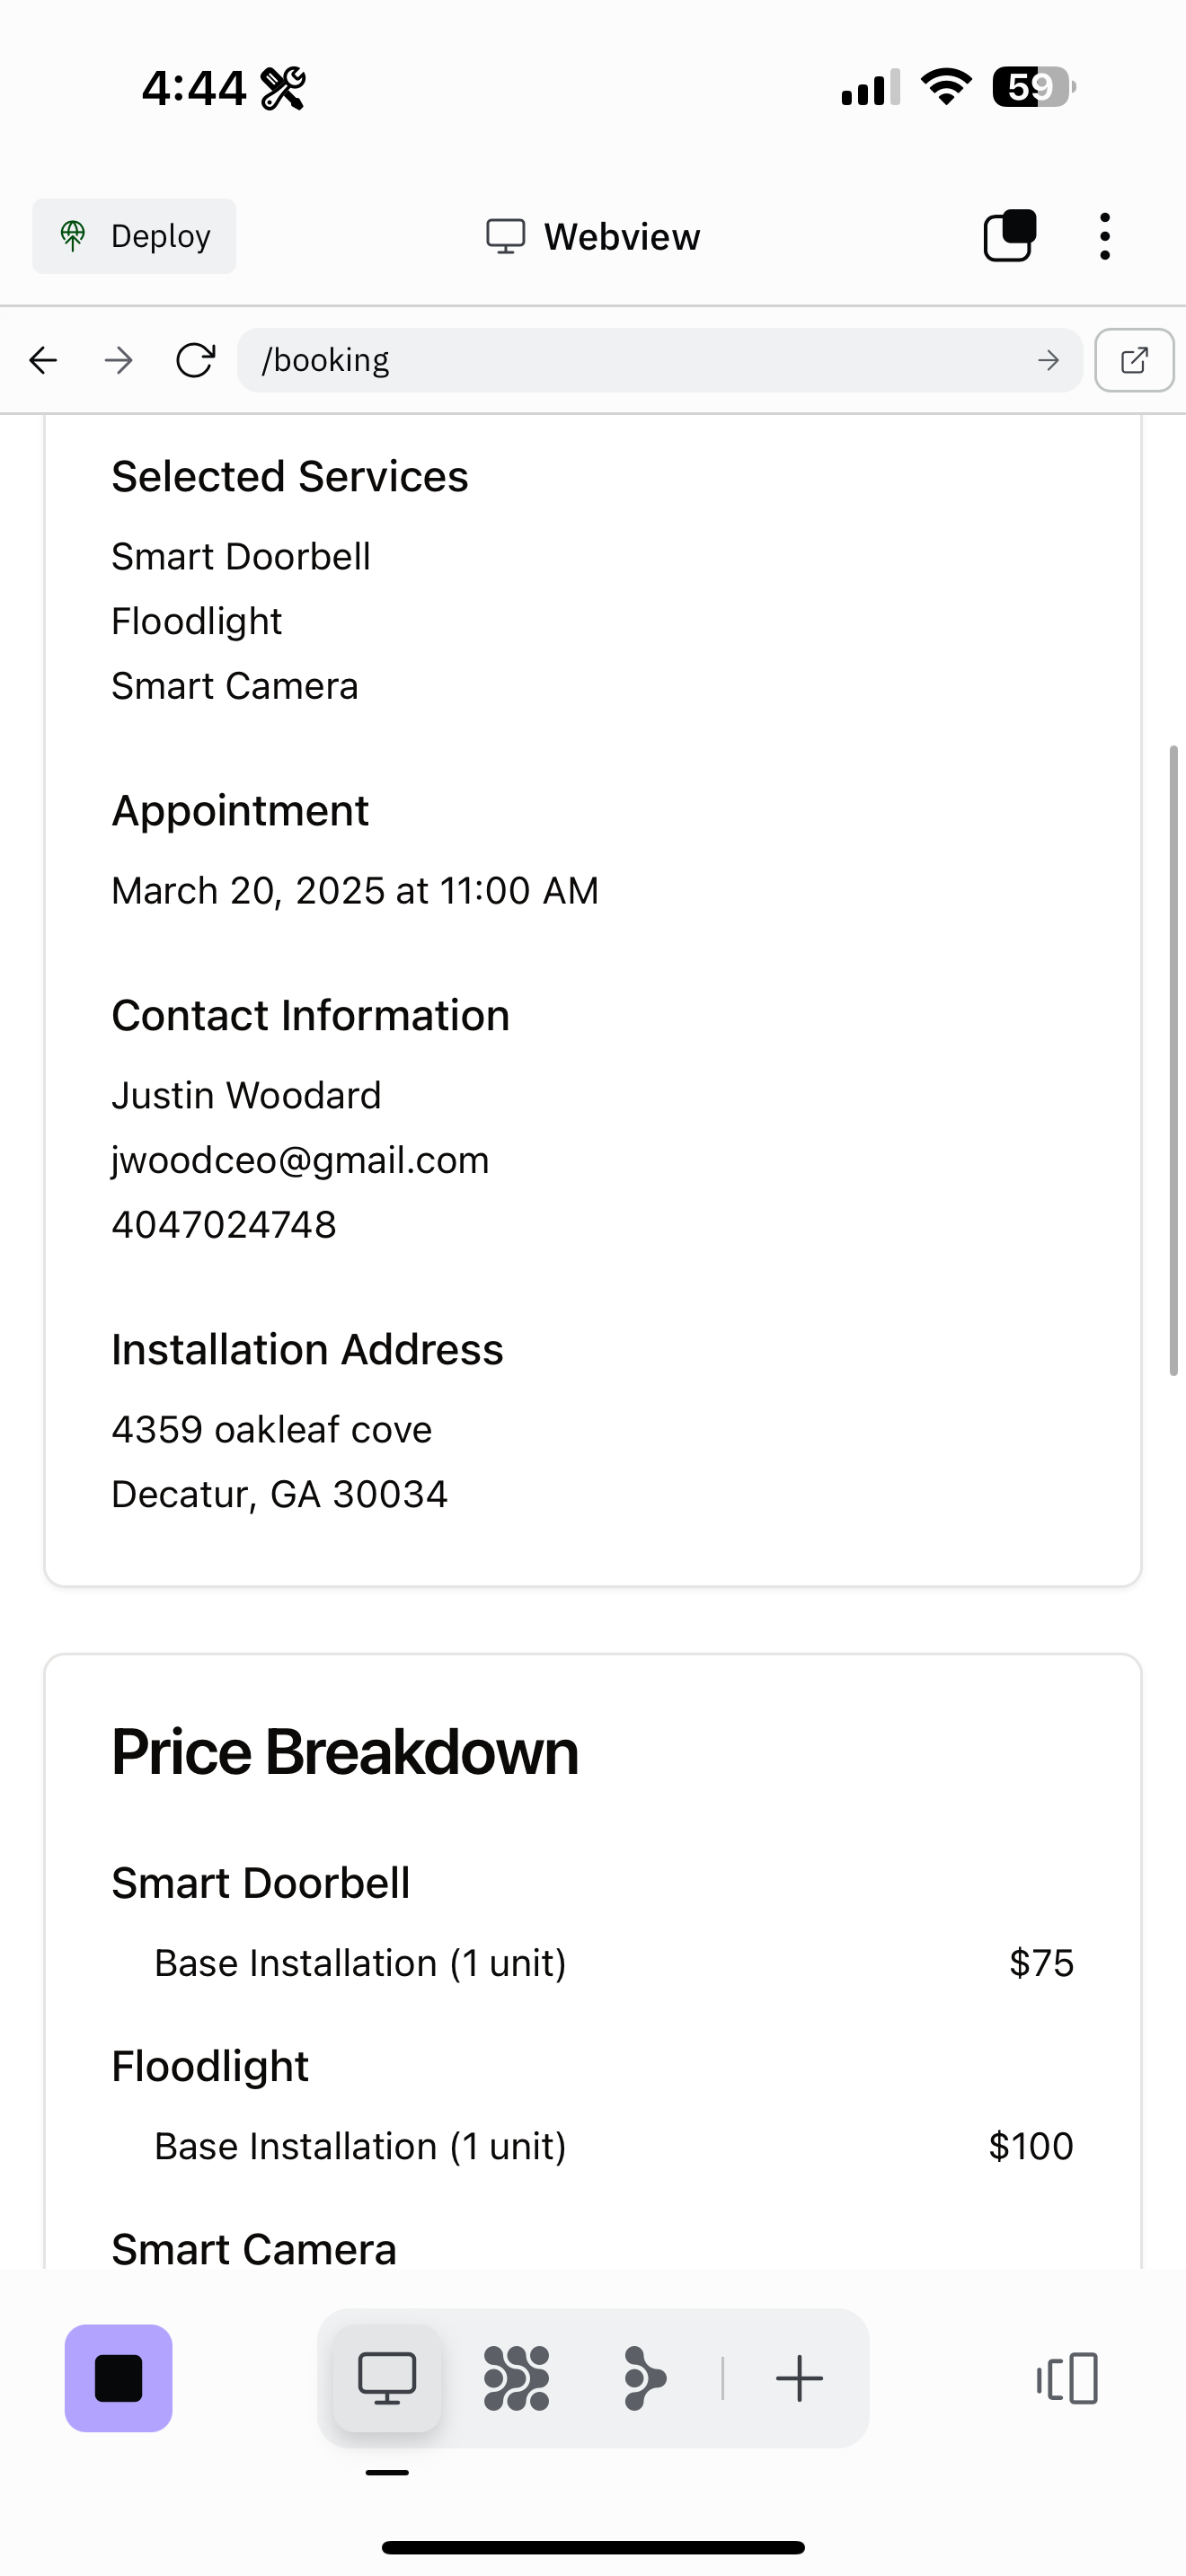 4:44
59
Deploy
Webview
/booking
Selected Services
Smart Doorbell
Floodlight
Smart Camera
Appointment
March 20, 2025 at 11:00 AM
Contact Information
Justin Woodard
jwoodceo@gmail.com
4047024748
Installation Address
4359 oakleaf cove
Decatur, GA 30034
Price Breakdown
Smart Doorbell
Base Installation (1 unit) $75
Floodlight
Base Installation (1 unit) $100
Smart Camera